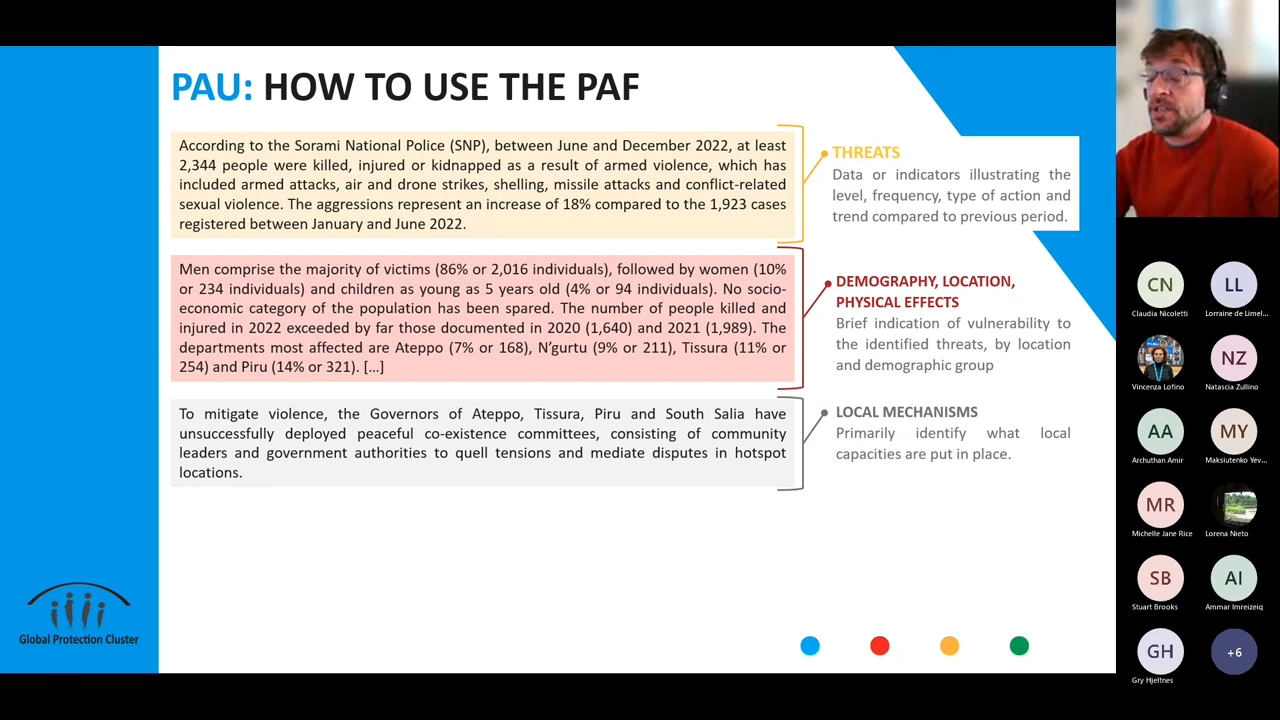 PAU: HOW TO USE THE PAF
According to the Sorami National Police (SNP), between June and December 2022, at least
2,344 people were killed, injured or kidnapped as a result of armed violence, which has
included armed attacks, air and drone strikes, shelling, missile attacks and conflict-related
sexual violence. The aggressions represent an increase of 18% compared to the 1,923 cases
registered between January and June 2022.
THREATS
Data or indicators illustrating the
level, frequency, type of action and
trend compared to previous period.
Men comprise the majority of victims (86% or 2,016 individuals), followed by women (10%
or 234 individuals) and children as young as 5 years old (4% or 94 individuals). No socio-
economic category of the population has been spared. The number of people killed and
injured in 2022 exceeded by far those documented in 2020 (1,640) and 2021 (1,989). The
departments most affected are Ateppo (7% or 168), N'gurtu (9% or 211), Tissura (11% or
254) and Piru (14% or 321). […]
DEMOGRAPHY, LOCATION,
PHYSICAL EFFECTS
Brief indication of vulnerability to
the identified threats, by location
and demographic group
To mitigate violence, the Governors of Ateppo, Tissura, Piru and South Salia have
unsuccessfully deployed peaceful co-existence committees, consisting of community
leaders and government authorities to quell tensions and mediate disputes in hotspot
locations.
LOCAL MECHANISMS
Primarily identify what local
capacities are put in place.
Global Protection Cluster
CN
LL
Claudia Nicoletti
Lorraine de Limel...
NZ
Vincenza Lofino
Natascia Zullino
AA
MY
Archuthan Amir
Maksiutenko Yev...
MR
Michelle Jane Rice
Lorena Nieto
SB
AI
Stuart Brooks
Ammar Imreizeiq
GH
+6
Gry Hjeltnes